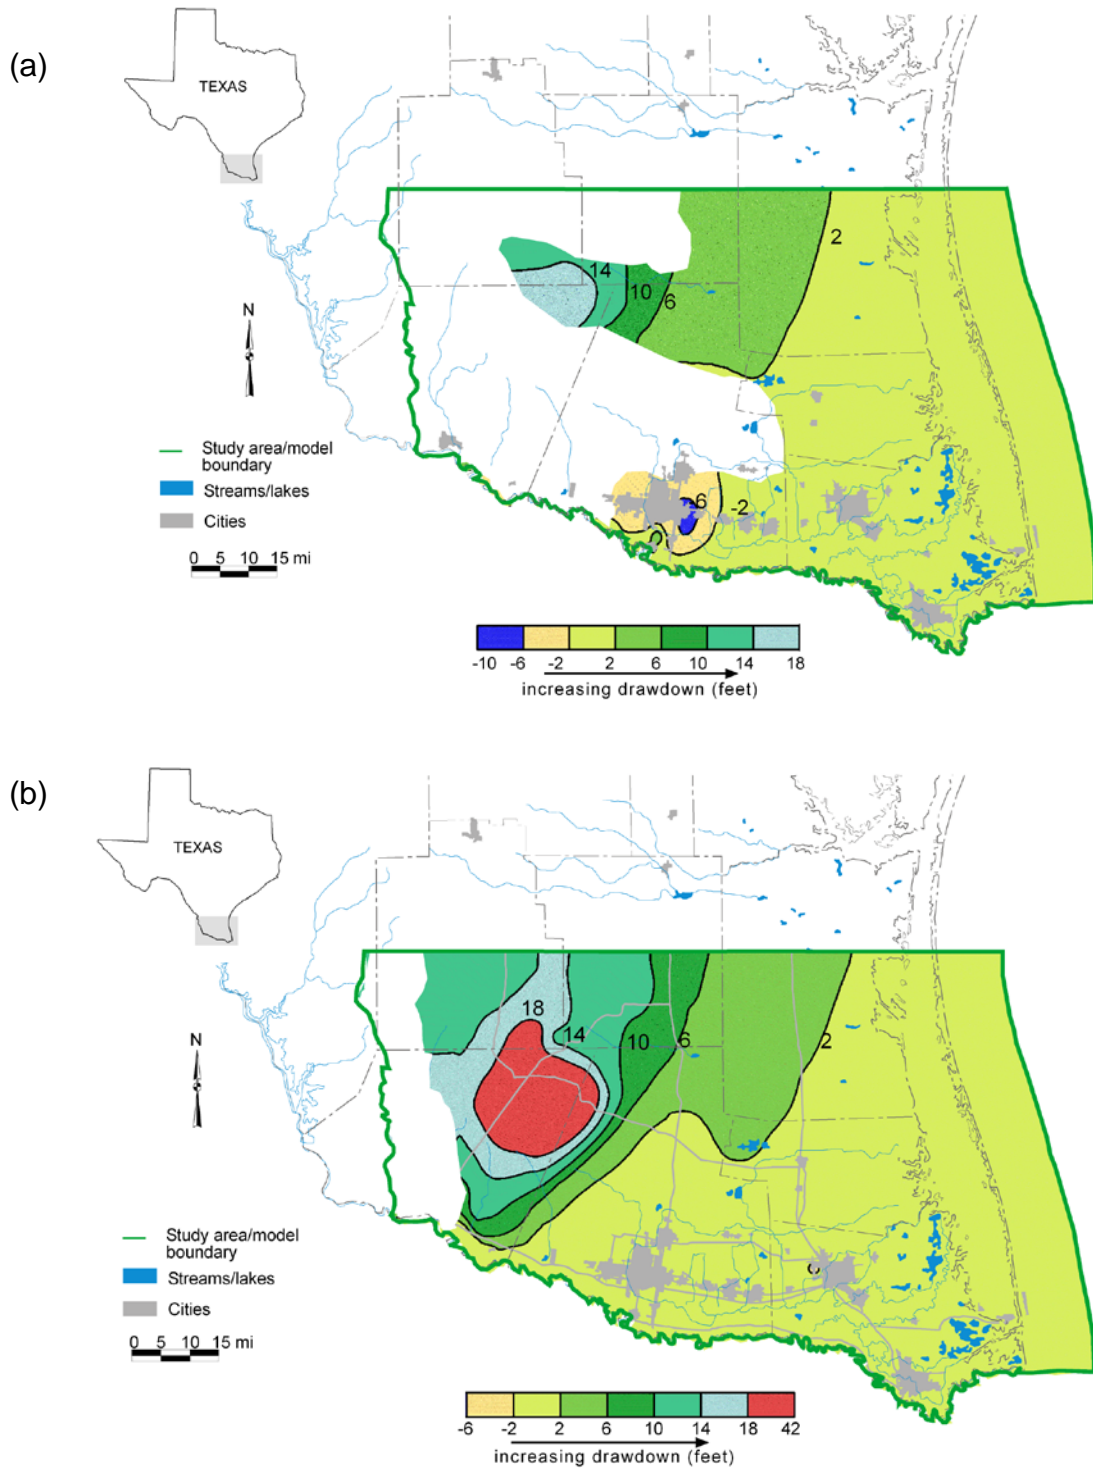 (a)
TEXAS
2
14
10
6
N
Study area/model
boundary
Streams/lakes
Cities
0 5 10 15 mi
6
-2
-10 -6 -2 2 6 10 14 18
increasing drawdown (feet)
(b)
TEXAS
18
14
10
6
2
N
Study area/model
boundary
Streams/lakes
Cities
0 5 10 15 mi
-6 -2 2 6 10 14 18 42
increasing drawdown (feet)